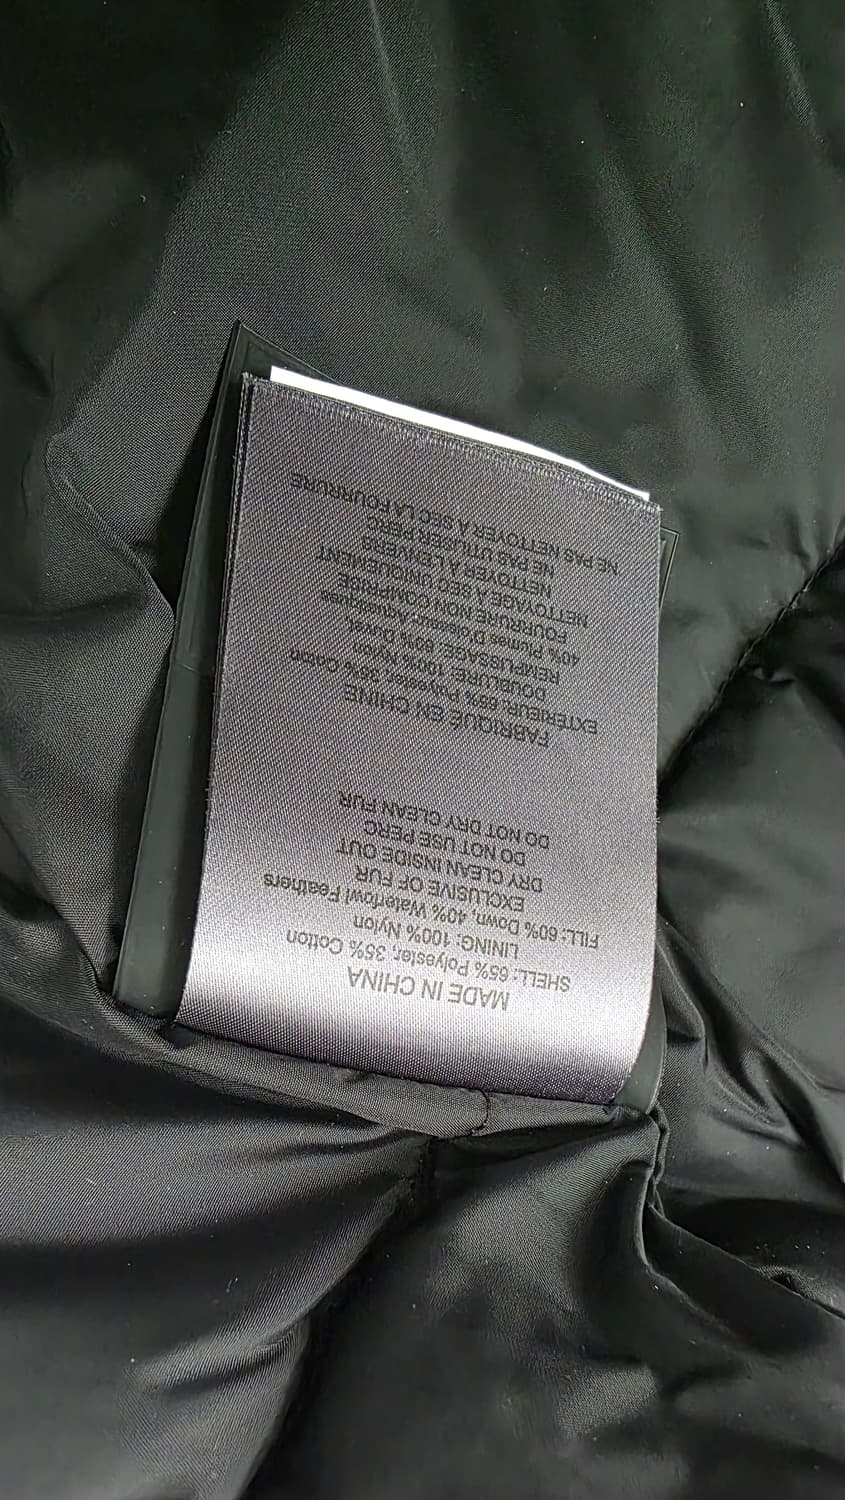 MADE IN CHINA
SHELL: 65% Polyester, 35% Cotton
LINING: 100% Nylon
FILL: 60% Down, 40% Waterfowl Feathers
EXCLUSIVE OF FUR
DRY CLEAN INSIDE OUT
DO NOT USE PERC
DO NOT DRY CLEAN FUR
FABRIQUÉ EN CHINE
EXTÉRIEUR: 65% Polyester, 35% Coton
DOUBLURE: 100% Nylon
REMPLISSAGE: 60% Duvet
40% Plumes D'oiseaux Aquatiques
FOURRURE NON COMPRISE
NETTOYAGE À SEC UNIQUEMENT
NETTOYER À L'ENVERS
NE PAS UTILISER PERC
NE PAS NETTOYER À SEC LA FOURRURE